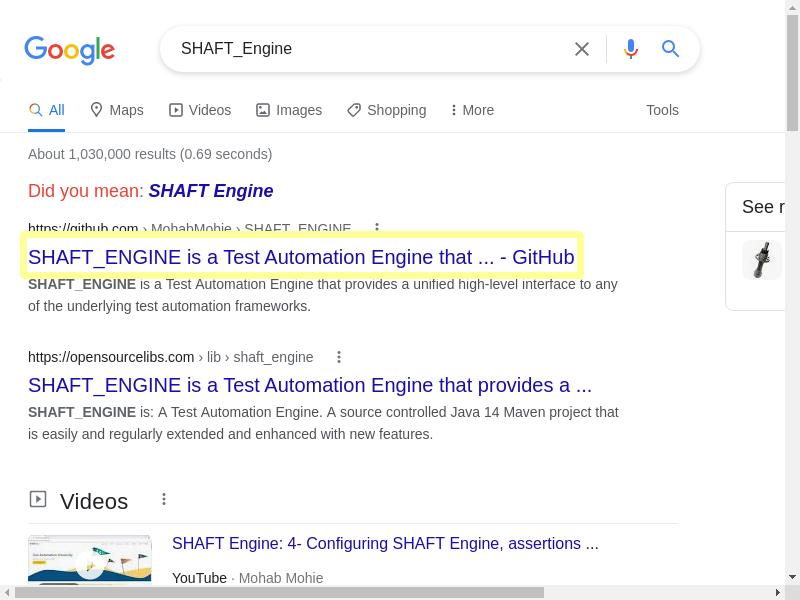 Google
SHAFT_Engine
All Maps Videos Images Shopping More Tools
About 1,030,000 results (0.69 seconds)
Did you mean: SHAFT Engine
https://github.com › MohabMohie › SHAFT_ENGINE
SHAFT_ENGINE is a Test Automation Engine that ... - GitHub
SHAFT_ENGINE is a Test Automation Engine that provides a unified high-level interface to any
of the underlying test automation frameworks.
See r
https://opensourcelibs.com › lib › shaft_engine
SHAFT_ENGINE is a Test Automation Engine that provides a ...
SHAFT_ENGINE is: A Test Automation Engine. A source controlled Java 14 Maven project that
is easily and regularly extended and enhanced with new features.
Videos
SHAFT Engine: 4- Configuring SHAFT Engine, assertions ...
YouTube · Mohab Mohie